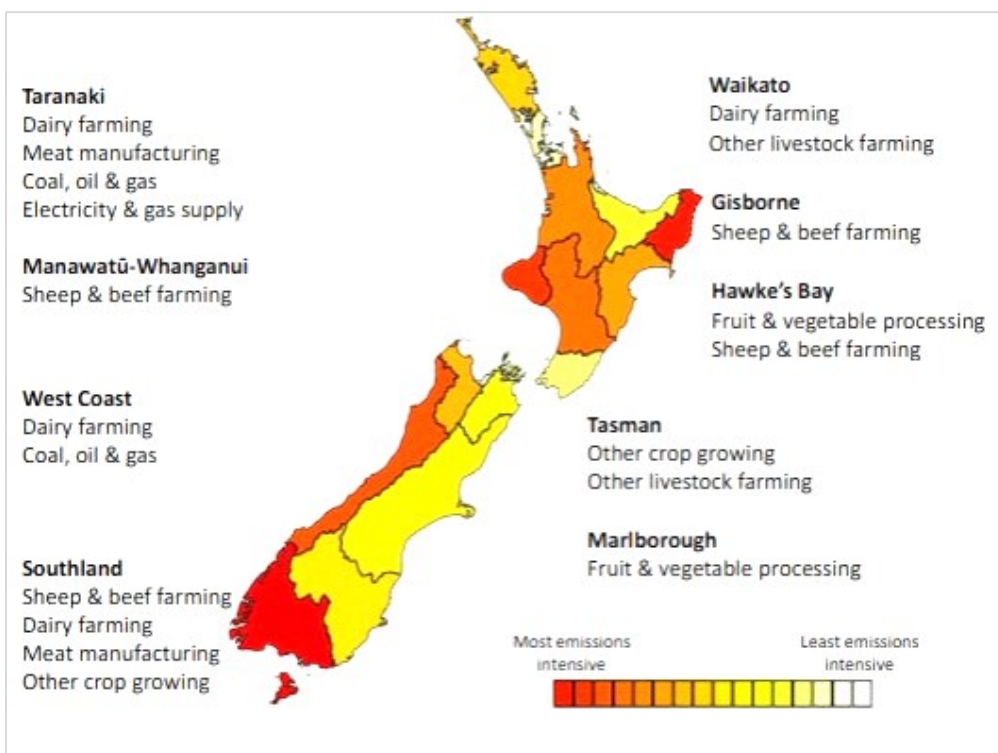 Taranaki
Dairy farming
Meat manufacturing
Coal, oil & gas
Electricity & gas supply
Manawatū-Whanganui
Sheep & beef farming
West Coast
Dairy farming
Coal, oil & gas
Southland
Sheep & beef farming
Dairy farming
Meat manufacturing
Other crop growing
Waikato
Dairy farming
Other livestock farming
Gisborne
Sheep & beef farming
Hawke's Bay
Fruit & vegetable processing
Sheep & beef farming
Tasman
Other crop growing
Other livestock farming
Marlborough
Fruit & vegetable processing
Most emissions
intensive
Least emissions
intensive